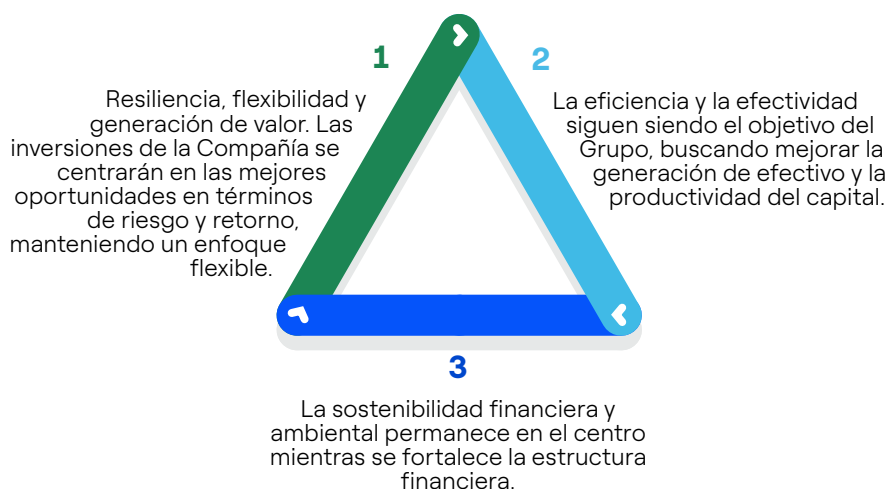 1
Resiliencia, flexibilidad y
generación de valor. Las
inversiones de la Compañía se
centrarán en las mejores
oportunidades en términos
de riesgo y retorno,
manteniendo un enfoque
flexible.
2
La eficiencia y la efectividad
siguen siendo el objetivo del
Grupo, buscando mejorar la
generación de efectivo y la
productividad del capital.
3
La sostenibilidad financiera y
ambiental permanece en el centro
mientras se fortalece la estructura
financiera.